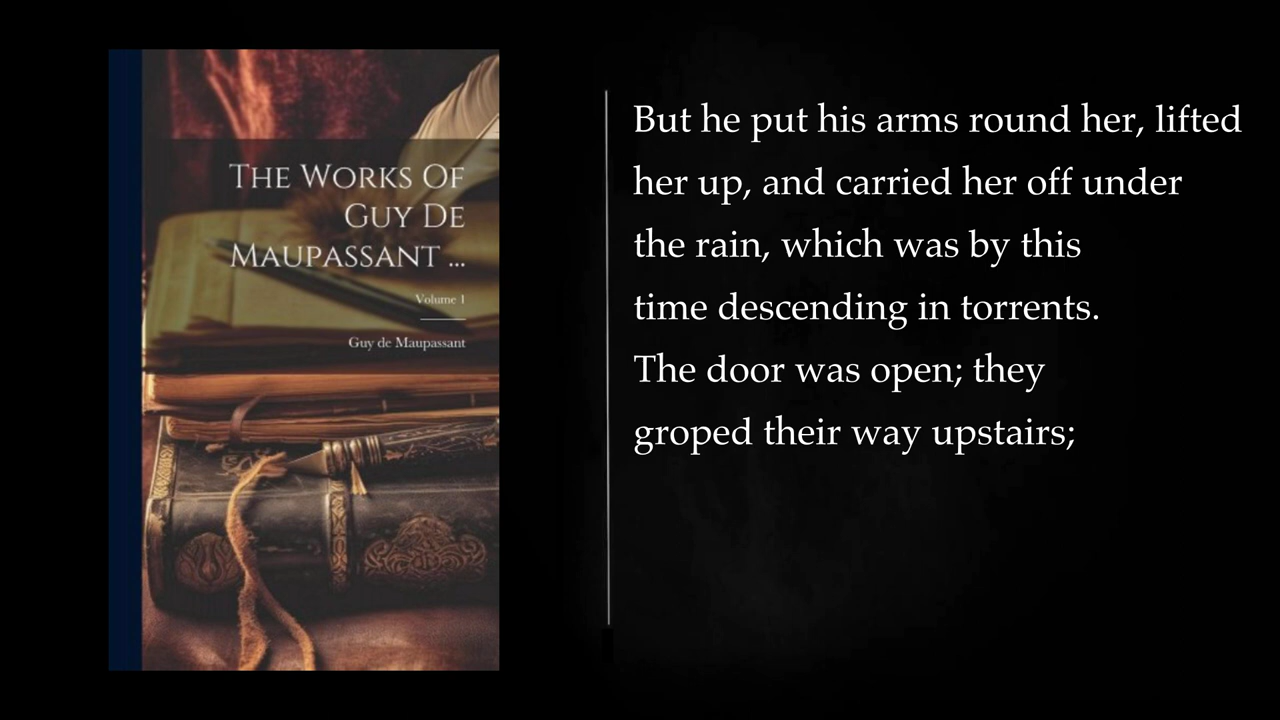 The Works Of
Guy De
Maupassant ...
Volume 1
Guy de Maupassant
But he put his arms round her, lifted
her up, and carried her off under
the rain, which was by this
time descending in torrents.
The door was open; they
groped their way upstairs;